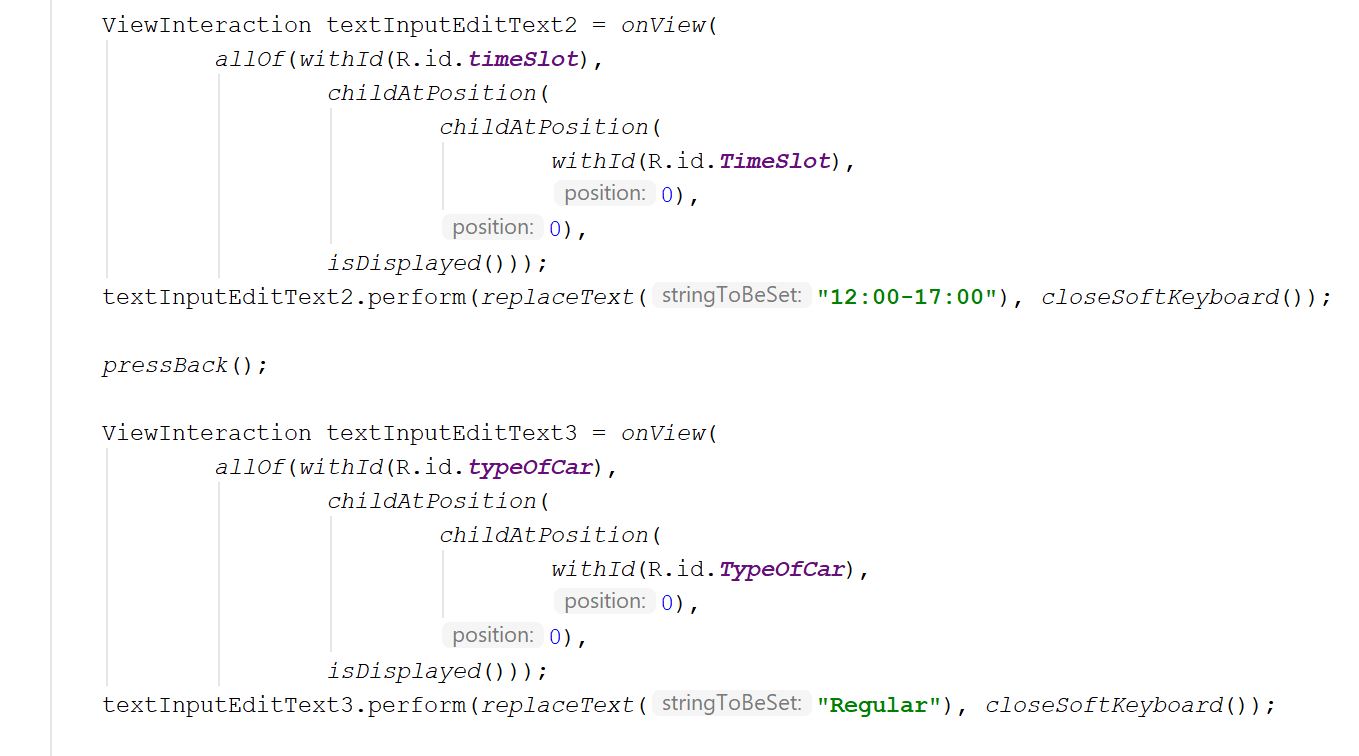 ViewInteraction textInputEditText2 = onView(
allOf(withId(R.id.timeSlot),
childAtPosition(
childAtPosition(
withId(R.id.TimeSlot),
position: 0),
position: 0),
isDisplayed()));
textInputEditText2.perform(replaceText( stringToBeSet: "12:00-17:00"), closeSoftKeyboard());
pressBack();
ViewInteraction textInputEditText3 = onView(
allOf(withId(R.id.typeOfCar),
childAtPosition(
childAtPosition(
withId(R.id.TypeOfCar),
position: 0),
position: 0),
isDisplayed()));
textInputEditText3.perform(replaceText( stringToBeSet: "Regular"), closeSoftKeyboard());